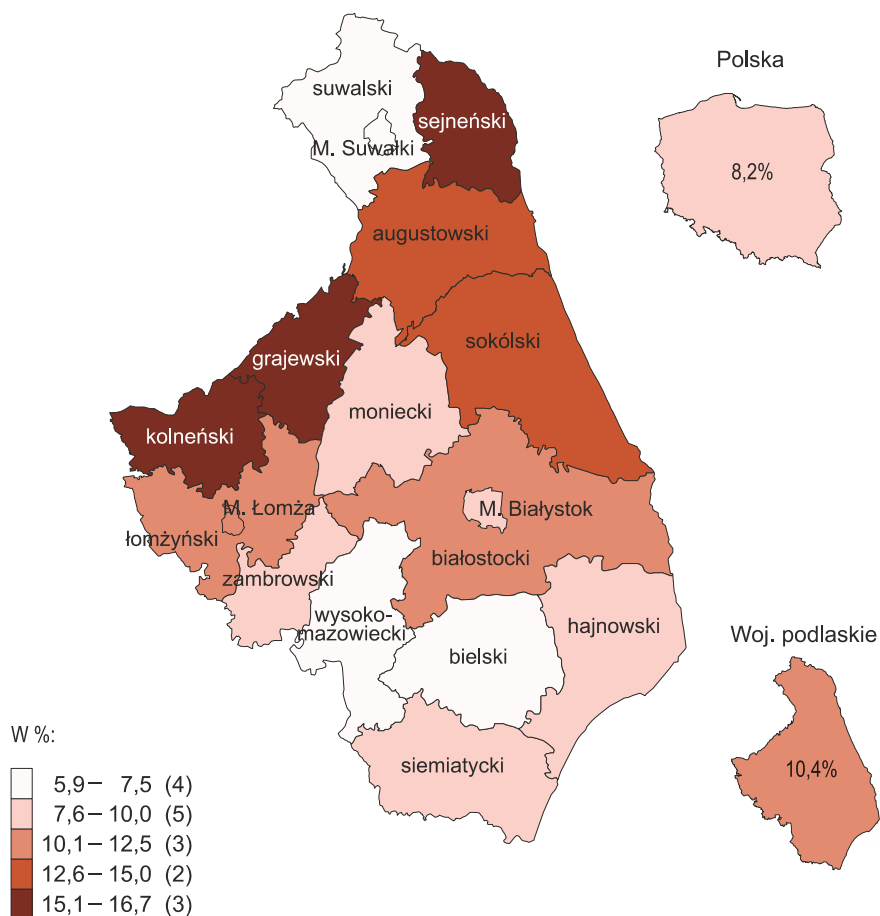 Polska
suwalski
sejneński
M. Suwałki
8,2%
augustowski
sokólski
grajewski
moniecki
kolneński
M. Łomża
M. Białystok
łomżyński
białostocki
zambrowski
wysoko-
mazowiecki
hajnowski
Woj. podlaskie
bielski
W %:
siemiatycki
10,4%
5,9 – 7,5 (4)
7,6 – 10,0 (5)
10,1 – 12,5 (3)
12,6 – 15,0 (2)
15,1 – 16,7 (3)